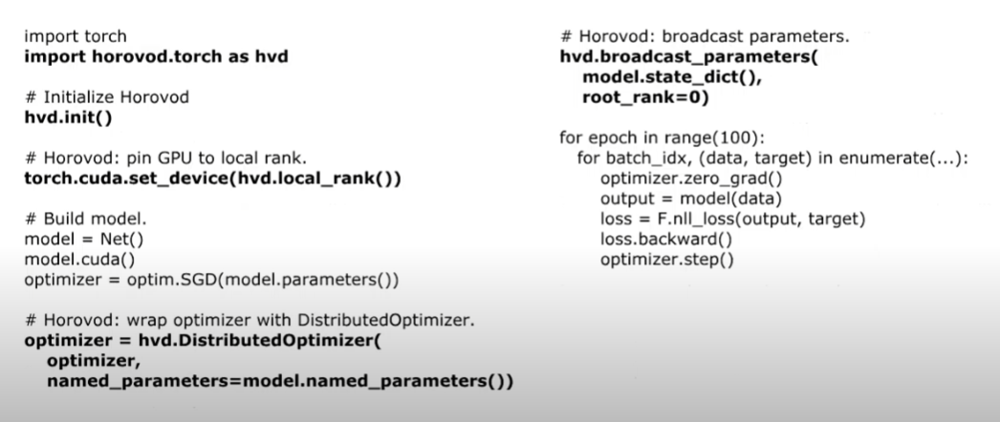 import torch
import horovod.torch as hvd
# Initialize Horovod
hvd.init()
# Horovod: pin GPU to local rank.
torch.cuda.set_device(hvd.local_rank())
# Build model.
model = Net()
model.cuda()
optimizer = optim.SGD(model.parameters())
# Horovod: wrap optimizer with DistributedOptimizer.
optimizer = hvd.DistributedOptimizer(
optimizer,
named_parameters=model.named_parameters())
# Horovod: broadcast parameters.
hvd.broadcast_parameters(
model.state_dict(),
root_rank=0)
for epoch in range(100):
for batch_idx, (data, target) in enumerate(...):
optimizer.zero_grad()
output = model(data)
loss = F.nll_loss(output, target)
loss.backward()
optimizer.step()